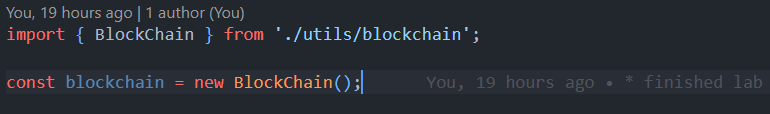 You, 19 hours ago | 1 author (You)
import { BlockChain } from './utils/blockchain';
const blockchain = new BlockChain(); You, 19 hours ago • * finished lab